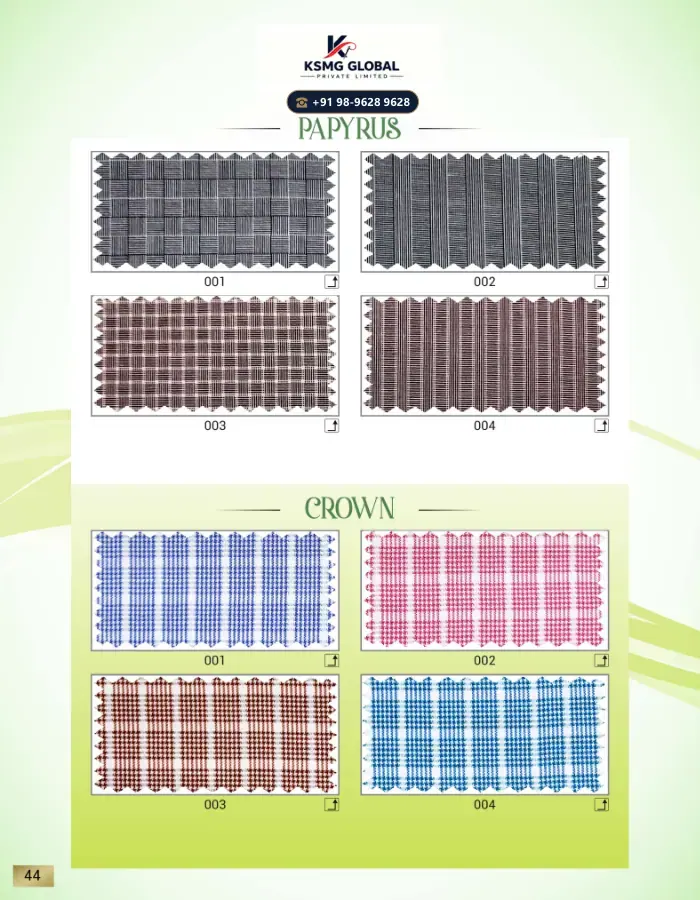 KSMG GLOBAL
PRIVATE LIMITED
+91 98-9628 9628
PAPYRUS
001
002
003
004
CROWN
001
002
003
004
44